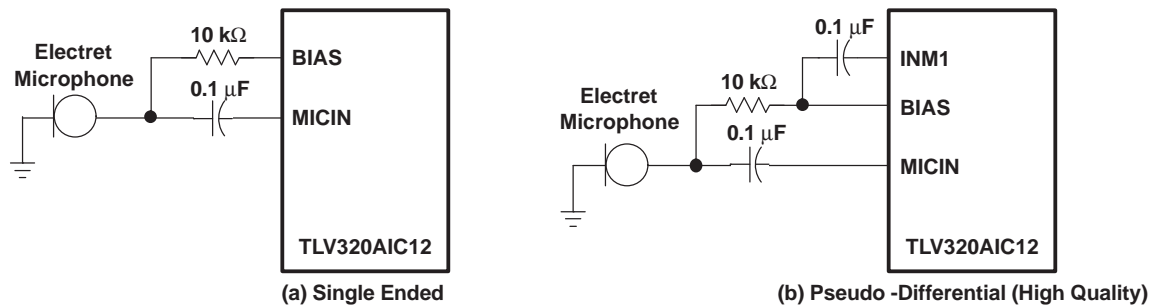 10 kΩ
Electret
Microphone
BIAS
0.1 μF
MICIN
TLV320AIC12
(a) Single Ended
0.1 μF
INM1
10 kΩ
Electret
Microphone
BIAS
0.1 μF
MICIN
TLV320AIC12
(b) Pseudo -Differential (High Quality)